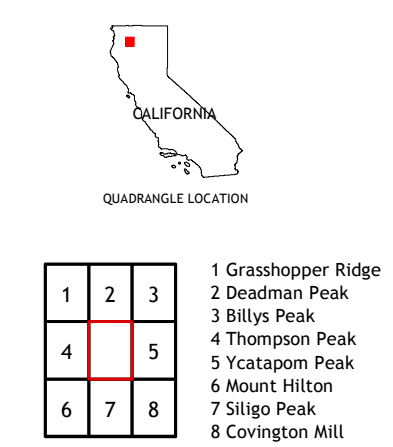 CALIFORNIA
QUADRANGLE LOCATION
1 2 3
4 5
6 7 8
1 Grasshopper Ridge
2 Deadman Peak
3 Billys Peak
4 Thompson Peak
5 Ycatapom Peak
6 Mount Hilton
7 Siligo Peak
8 Covington Mill